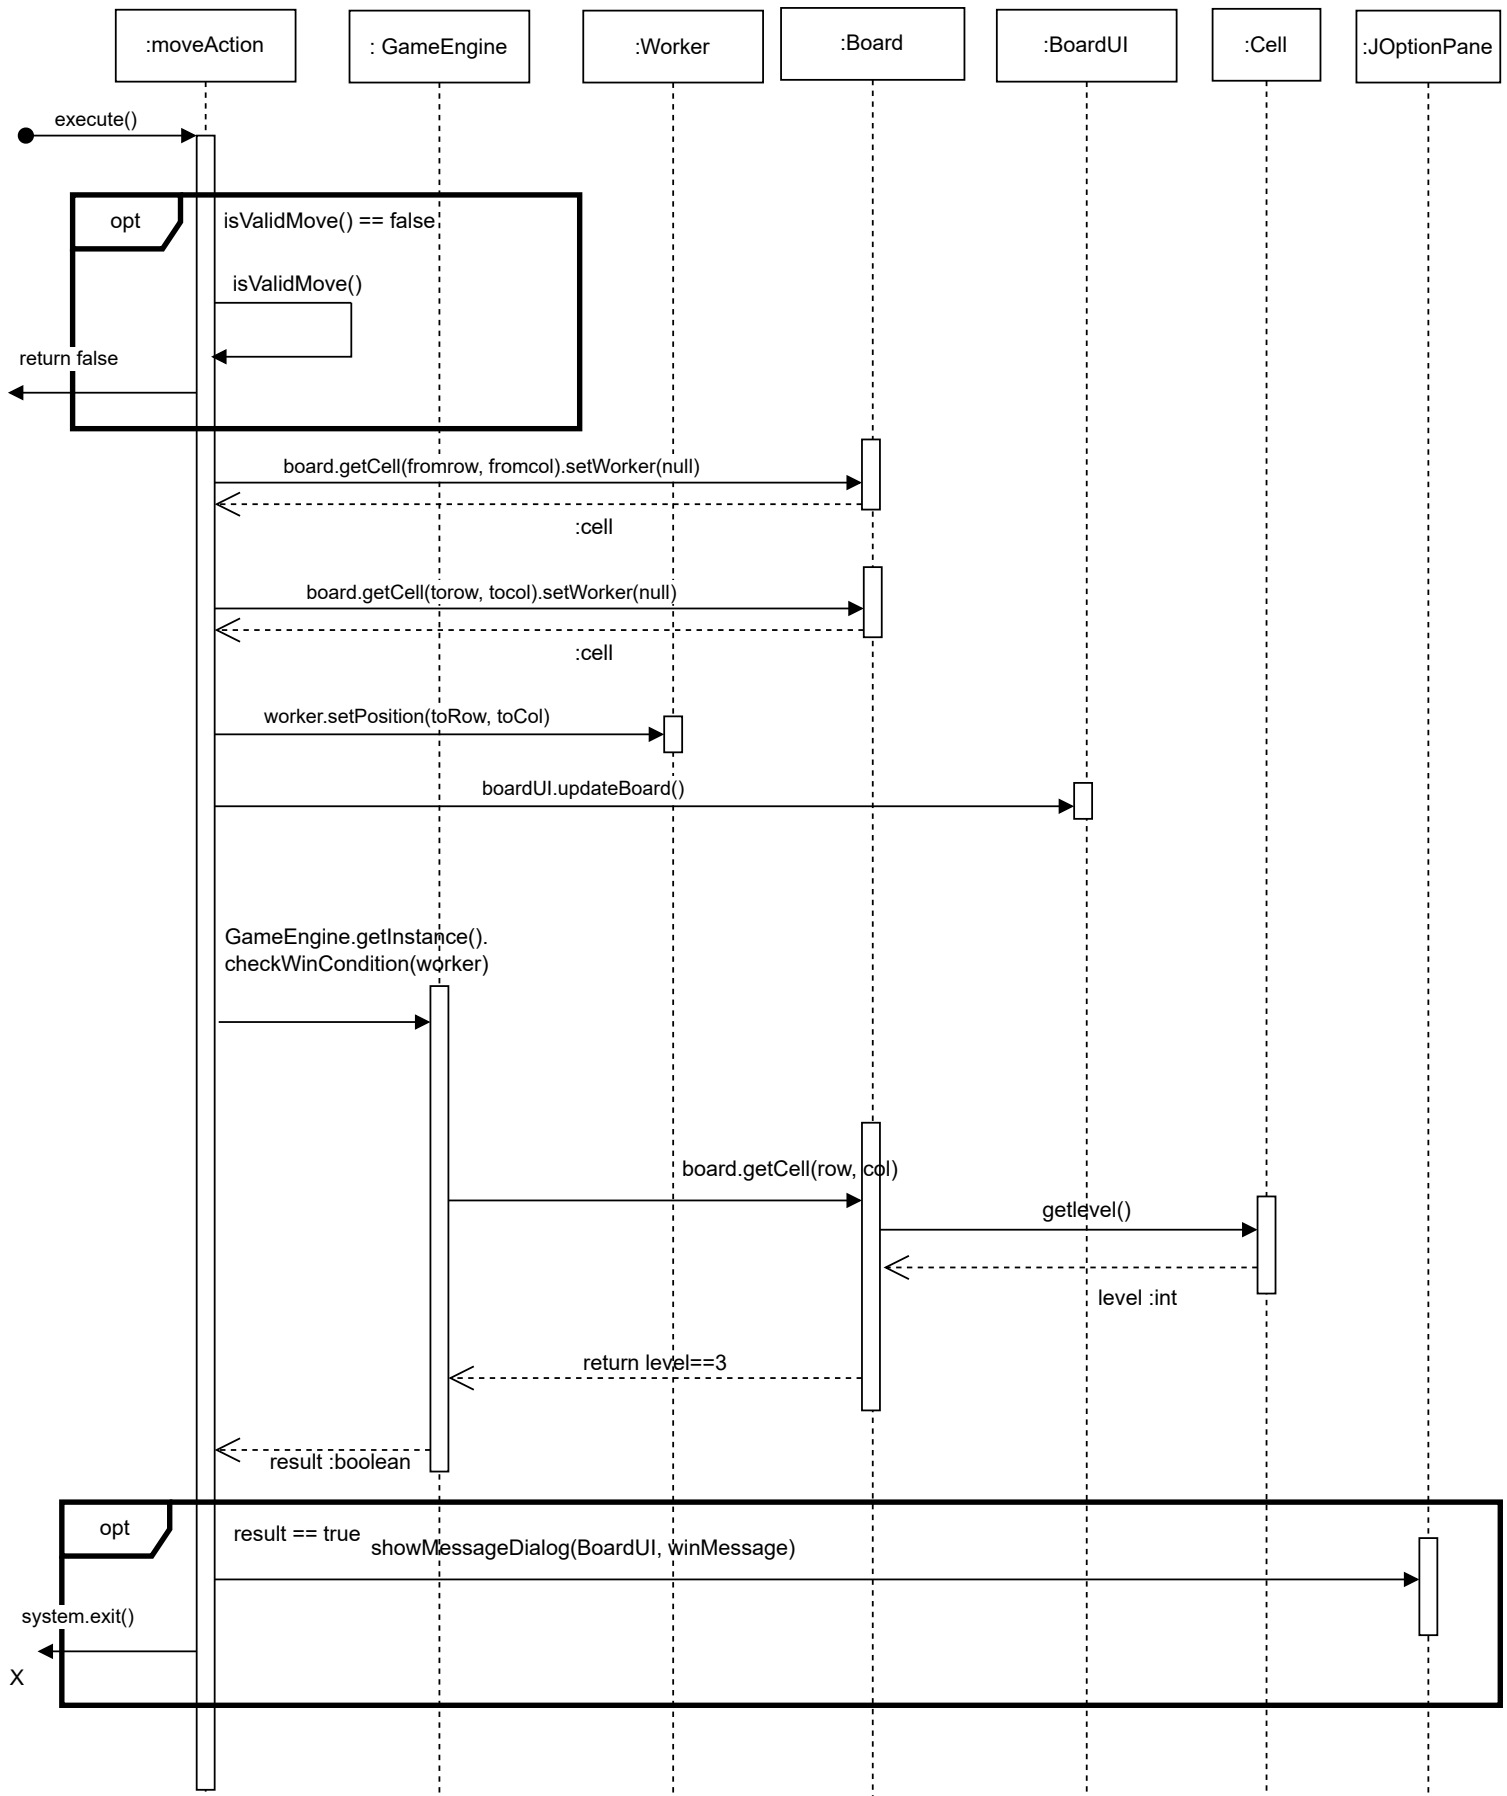 :moveAction
: GameEngine
:Worker
:Board
:BoardUI
:Cell
:JOptionPane
execute()
opt
isValidMove() == false
isValidMove()
return false
board.getCell(fromrow, fromcol).setWorker(null)
:cell
board.getCell(torow, tocol).setWorker(null)
:cell
worker.setPosition(toRow, toCol)
boardUI.updateBoard()
GameEngine.getInstance().
checkWinCondition(worker)
board.getCell(row, col)
getlevel()
level :int
return level==3
result :boolean
opt
result == true
showMessageDialog(BoardUI, winMessage)
system.exit()
X